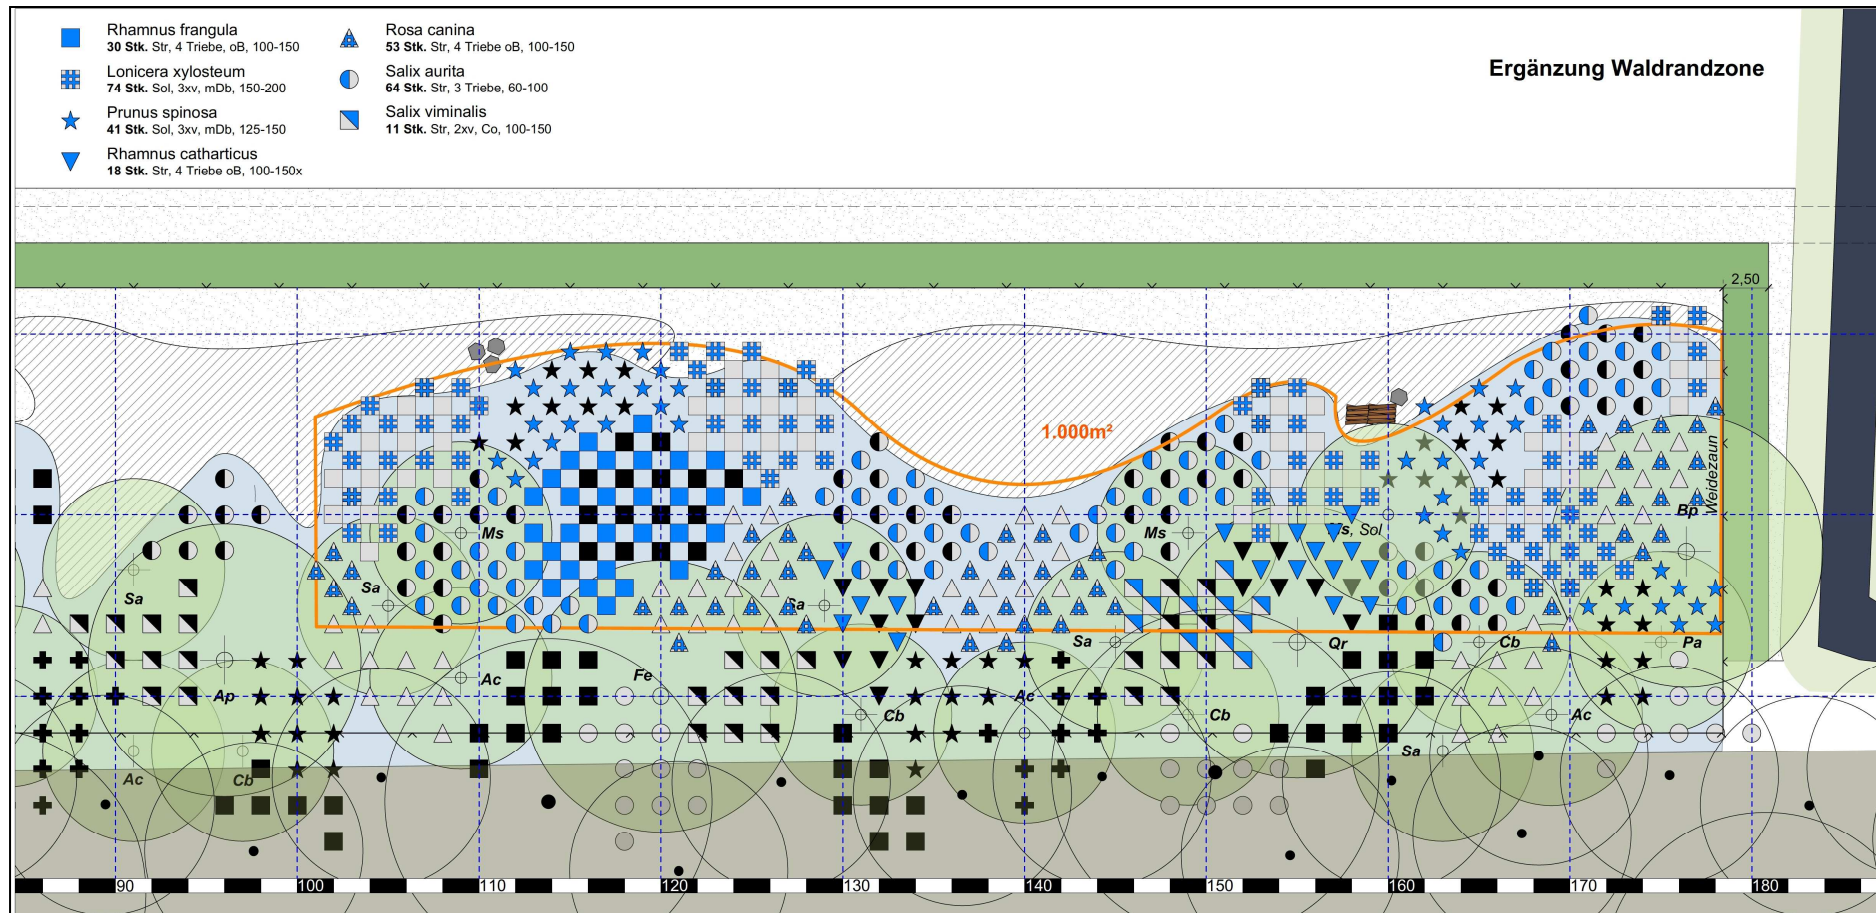 Rhamnus frangula
30 Stk. Str, 4 Triebe, oB, 100-150
Lonicera xylosteum
74 Stk. Sol, 3xv, mDb, 150-200
Prunus spinosa
41 Stk. Sol, 3xv, mDb, 125-150
Rhamnus catharticus
18 Stk. Str, 4 Triebe oB, 100-150x
Rosa canina
53 Stk. Str, 4 Triebe oB, 100-150
Salix aurita
64 Stk. Str, 3 Triebe, 60-100
Salix viminalis
11 Stk. Str, 2xv, Co, 100-150
Ergänzung Waldrandzone
2,50
1.000m²
Weidezaun
Bp
Ms
Ms
Ms, Sol
Sa
Sa
Sa
Sa
Qr
Cb
Pa
Ap
Ac
Fe
Ac
Cb
Cb
Ac
Sa
Ac
Cb
90
100
110
120
130
140
150
160
170
180